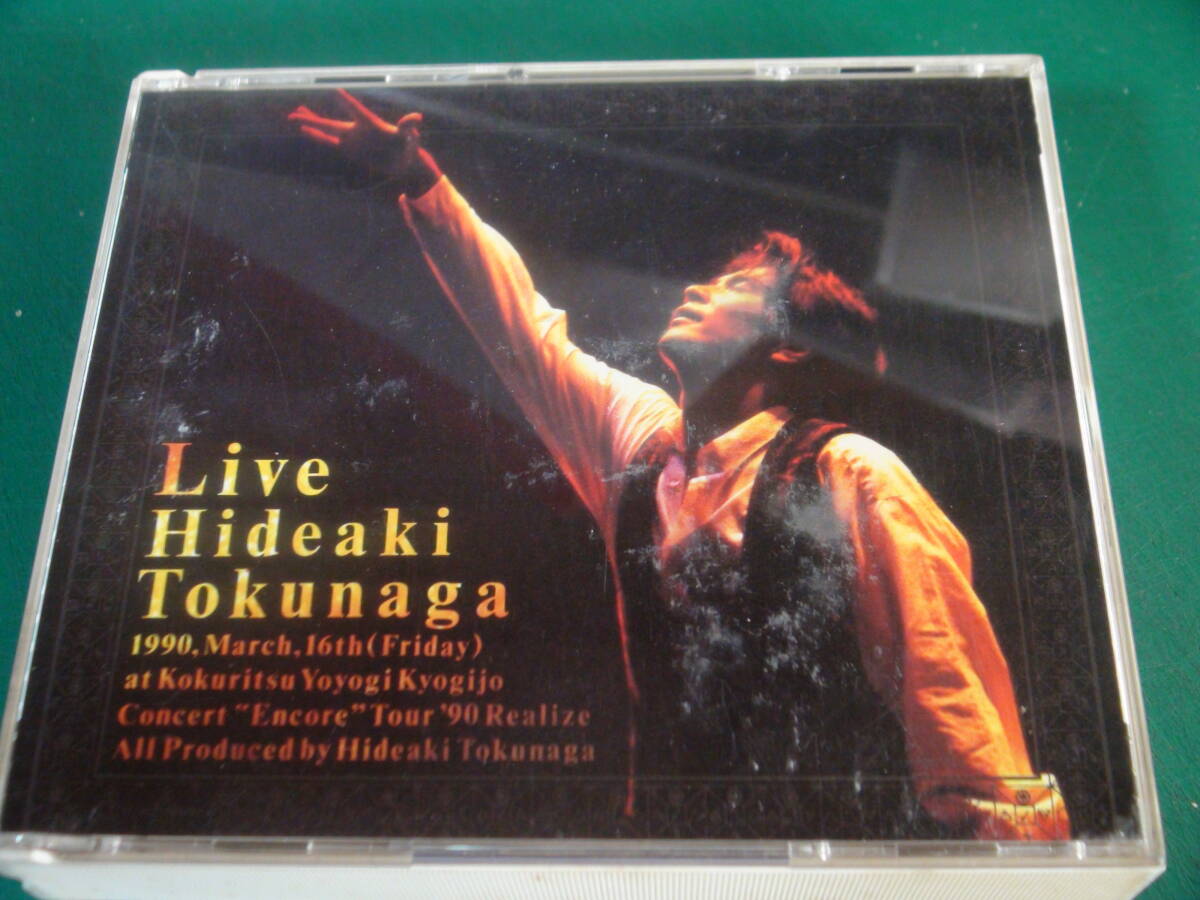 Live
Hideaki
Tokunaga
1990, March, 16th (Friday)
at Kokuritsu Yoyogi Kyogijo
Concert "Encore" Tour '90 Realize
All Produced by Hideaki Tokunaga